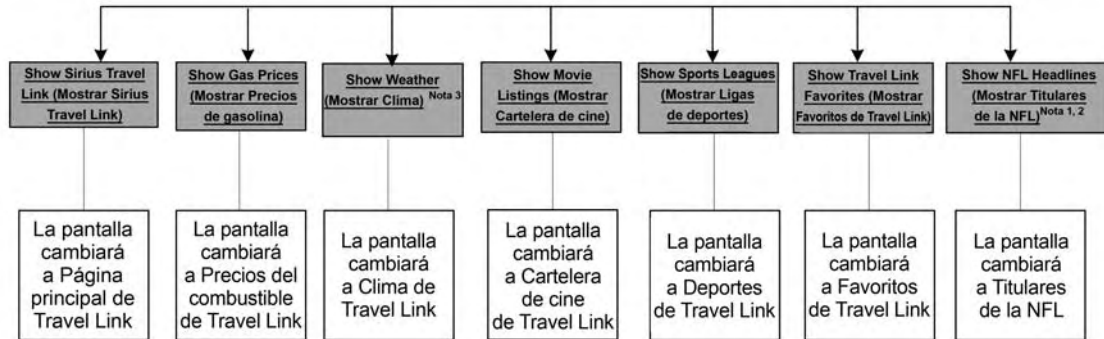 Show Sirius Travel
Link (Mostrar Sirius
Travel Link)
Show Gas Prices
(Mostrar Precios
de gasolina)
Show Weather
(Mostrar Clima) Nota 3
Show Movie
Listings (Mostrar
Cartelera de cine)
Show Sports Leagues
(Mostrar Ligas
de deportes)
Show Travel Link
Favorites (Mostrar
Favoritos de Travel Link)
Show NFL Headlines
(Mostrar Titulares
de la NFL) Nota 1, 2
La pantalla
cambiará
a Página
principal de
Travel Link
La pantalla
cambiará
a Precios del
combustible
de Travel Link
La pantalla
cambiará
a Clima de
Travel Link
La pantalla
cambiará
a Cartelera
de cine
de Travel Link
La pantalla
cambiará
a Deportes
de Travel Link
La pantalla
cambiará
a Favoritos
de Travel Link
La pantalla
cambiará
a Titulares
de la NFL